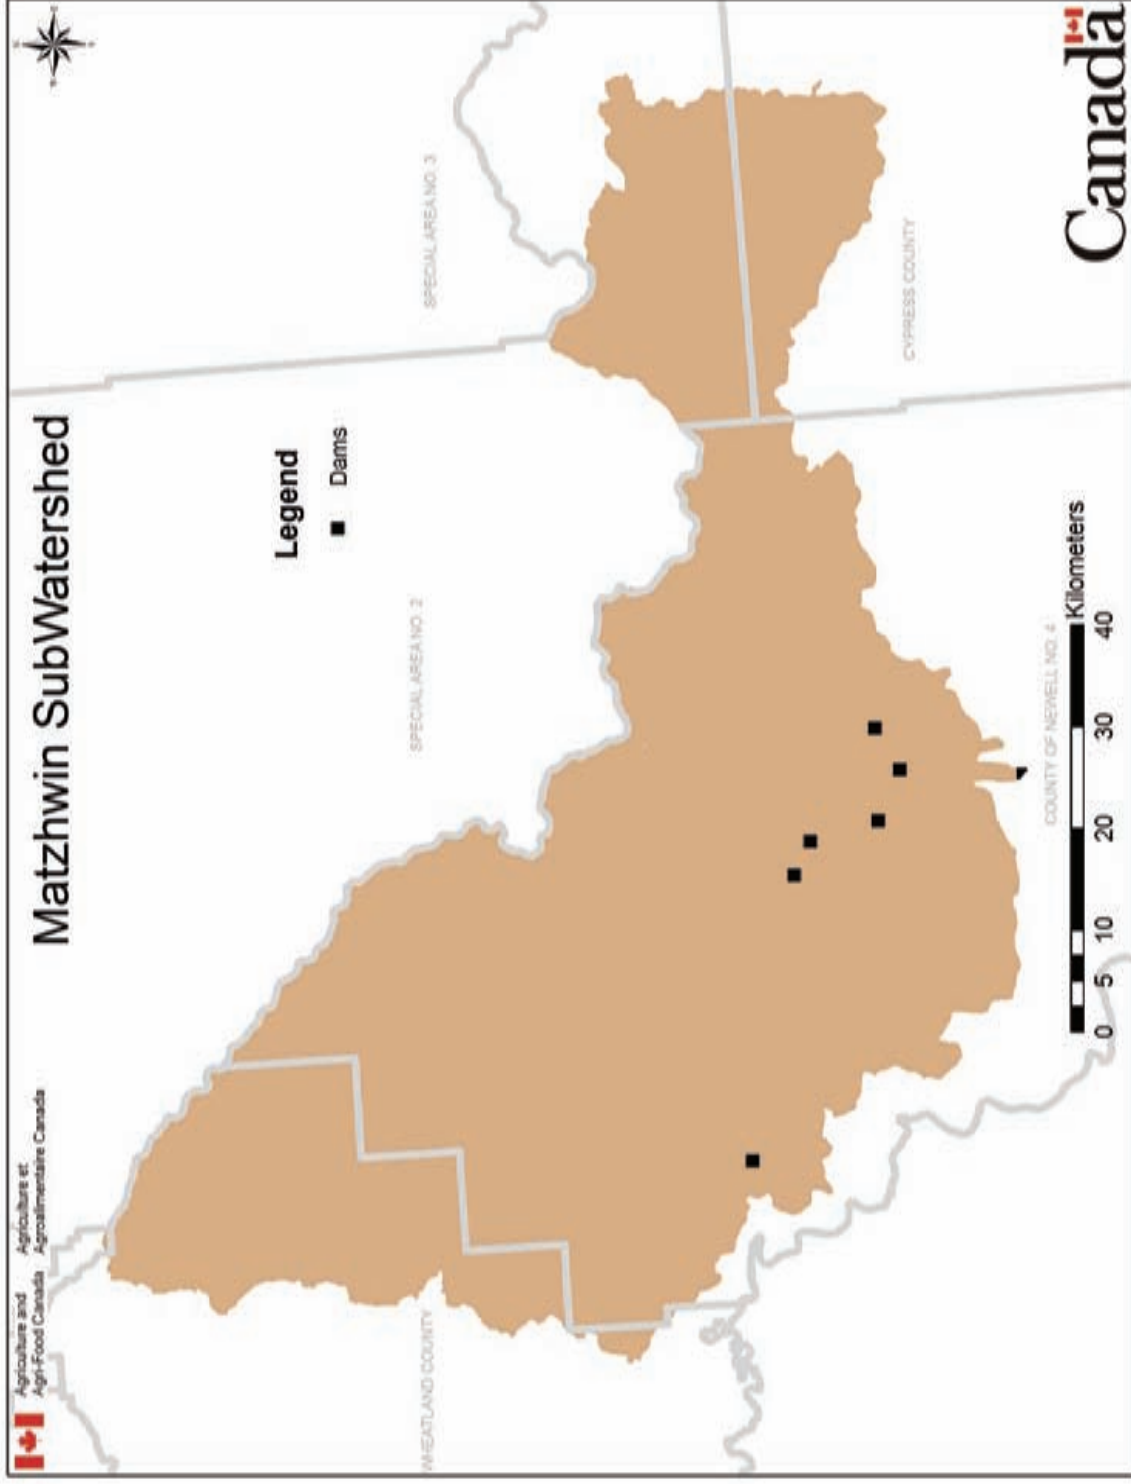 Agriculture and
Agri-Food Canada
Agriculture et
Agroalimentaire Canada
Matzhwin SubWatershed
Legend
Dams
SPECIAL AREA NO. 2
SPECIAL AREA NO. 3
WHEATLAND COUNTY
CYPRESS COUNTY
COUNTY OF NEWELL NO. 4
Kilometers
0 5 10 20 30 40
Canada